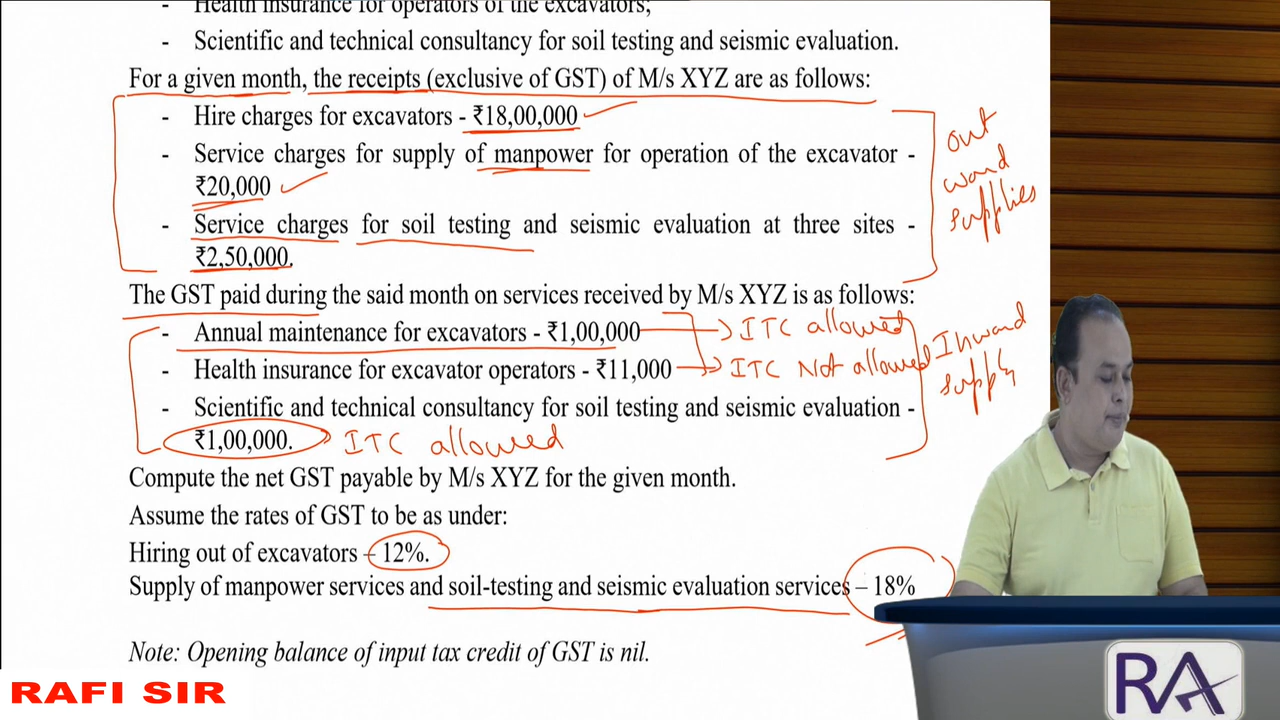 - Health insurance for operators of the excavators;
- Scientific and technical consultancy for soil testing and seismic evaluation.
For a given month, the receipts (exclusive of GST) of M/s XYZ are as follows:
- Hire charges for excavators - ₹18,00,000
- Service charges for supply of manpower for operation of the excavator -
₹20,000
- Service charges for soil testing and seismic evaluation at three sites -
₹2,50,000.
out
ward
supplies
The GST paid during the said month on services received by M/s XYZ is as follows:
- Annual maintenance for excavators - ₹1,00,000 ITC allowed
- Health insurance for excavator operators - ₹11,000 ITC Not allowed
- Scientific and technical consultancy for soil testing and seismic evaluation -
₹1,00,000. ITC allowed
Inward
supply
Compute the net GST payable by M/s XYZ for the given month.
Assume the rates of GST to be as under:
Hiring out of excavators – 12%.
Supply of manpower services and soil-testing and seismic evaluation services – 18%
Note: Opening balance of input tax credit of GST is nil.
RAFI SIR
RA